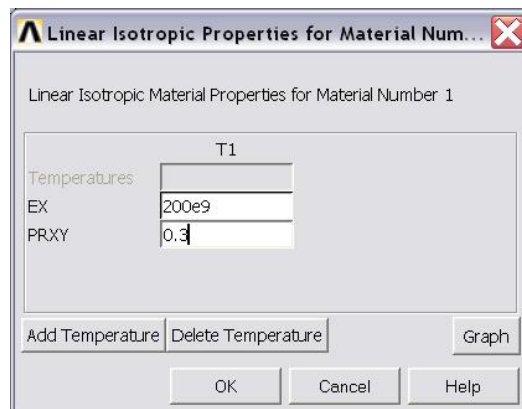 Linear Isotropic Properties for Material Num...
Linear Isotropic Material Properties for Material Number 1
T1
Temperatures
EX 200e9
PRXY 0.3
Add Temperature Delete Temperature Graph
OK Cancel Help